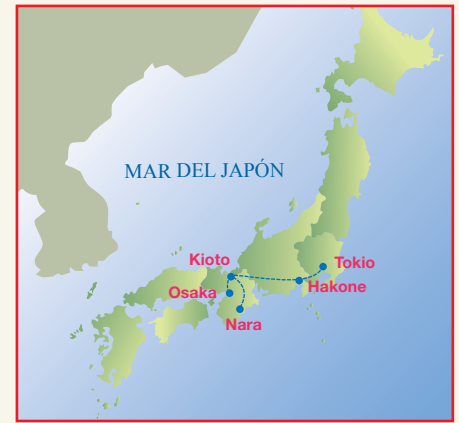 MAR DEL JAPÓN
Kioto
Tokio
Osaka
Hakone
Nara